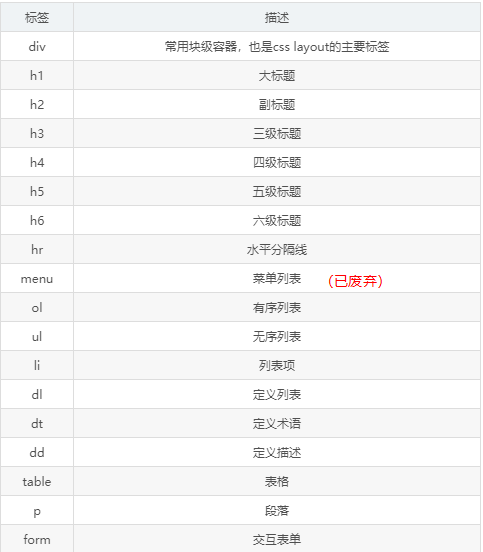 标签 描述
div 常用块级容器，也是css layout的主要标签
h1 大标题
h2 副标题
h3 三级标题
h4 四级标题
h5 五级标题
h6 六级标题
hr 水平分隔线
menu 菜单列表 （已废弃）
ol 有序列表
ul 无序列表
li 列表项
dl 定义列表
dt 定义术语
dd 定义描述
table 表格
p 段落
form 交互表单